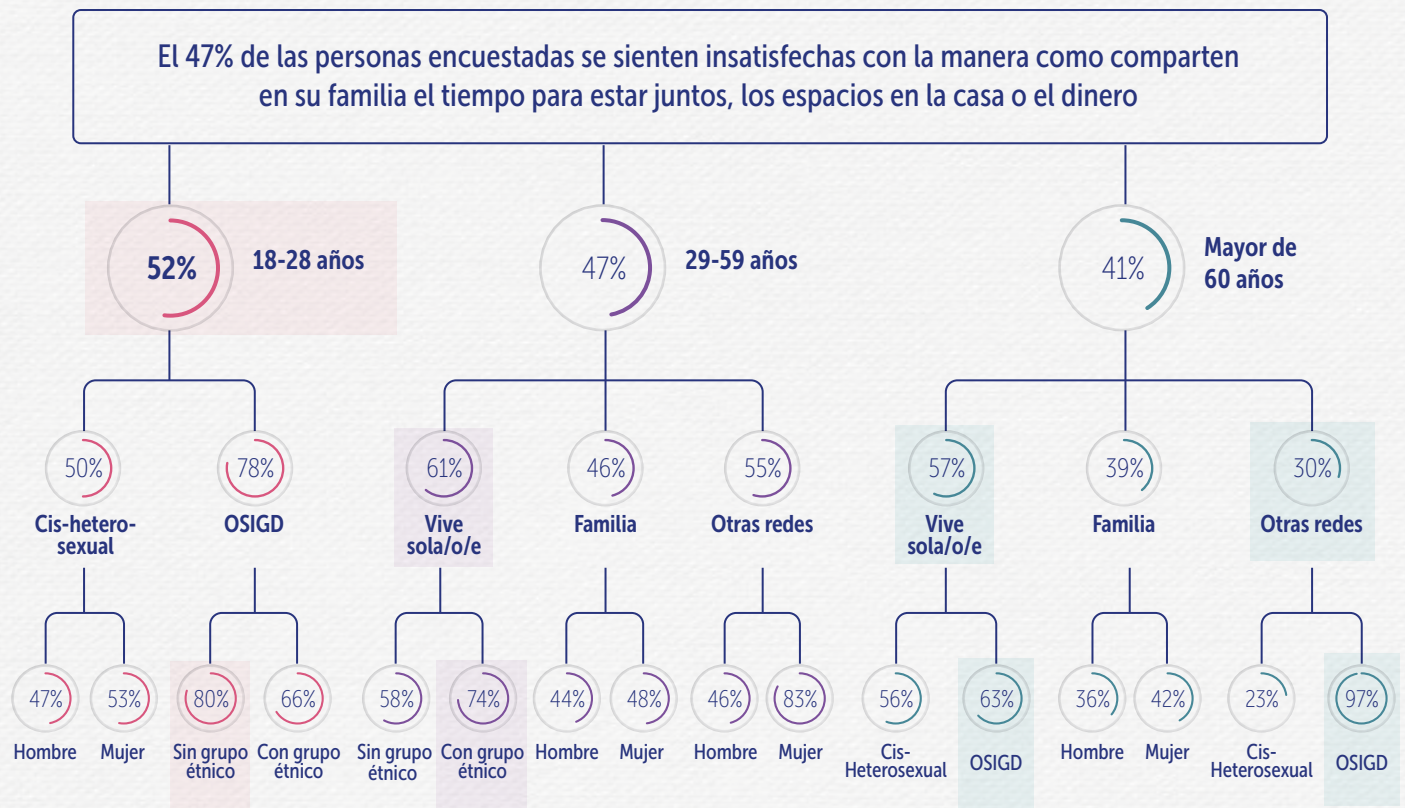 El 47% de las personas encuestadas se sienten insatisfechas con la manera como comparten
en su familia el tiempo para estar juntos, los espacios en la casa o el dinero
52%
18-28 años
47%
29-59 años
41%
Mayor de
60 años
50%
78%
61%
46%
55%
57%
39%
30%
Cis-hetero-
sexual
OSIGD
Vive
sola/o/e
Familia
Otras redes
Vive
sola/o/e
Familia
Otras redes
47%
53%
80%
66%
58%
74%
44%
48%
46%
83%
56%
63%
36%
42%
23%
97%
Hombre
Mujer
Sin grupo
étnico
Con grupo
étnico
Sin grupo
étnico
Con grupo
étnico
Hombre
Mujer
Hombre
Mujer
Cis-
Heterosexual
OSIGD
Hombre
Mujer
Cis-
Heterosexual
OSIGD